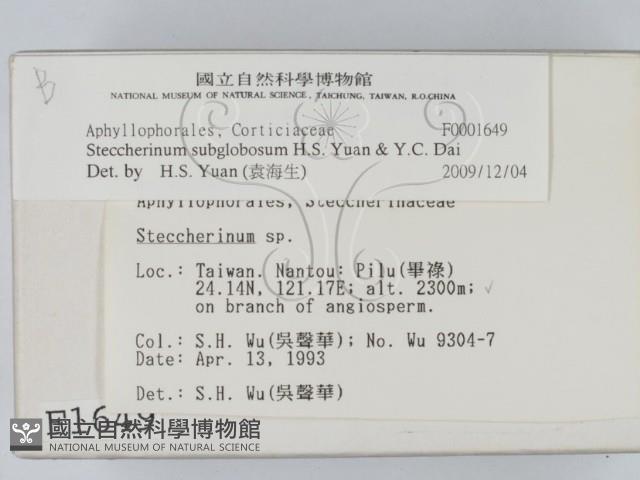 B
國立自然科學博物館
NATIONAL MUSEUM OF NATURAL SCIENCE, TAICHUNG, TAIWAN, R.O.CHINA
Aphyllophorales, Corticiaceae F0001649
Steccherinum subglobosum H.S. Yuan & Y.C. Dai
Det. by H.S. Yuan (袁海生) 2009/12/04
Aphyllophorales, Steccherinaceae
Steccherinum sp.
Loc.: Taiwan. Nantou: Pilu(畢祿)
24.14N, 121.17E; alt. 2300m; ✓
on branch of angiosperm.
Col.: S.H. Wu(吳聲華); No. Wu 9304-7
Date: Apr. 13, 1993
Det.: S.H. Wu(吳聲華)
F1649
國立自然科學博物館
NATIONAL MUSEUM OF NATURAL SCIENCE